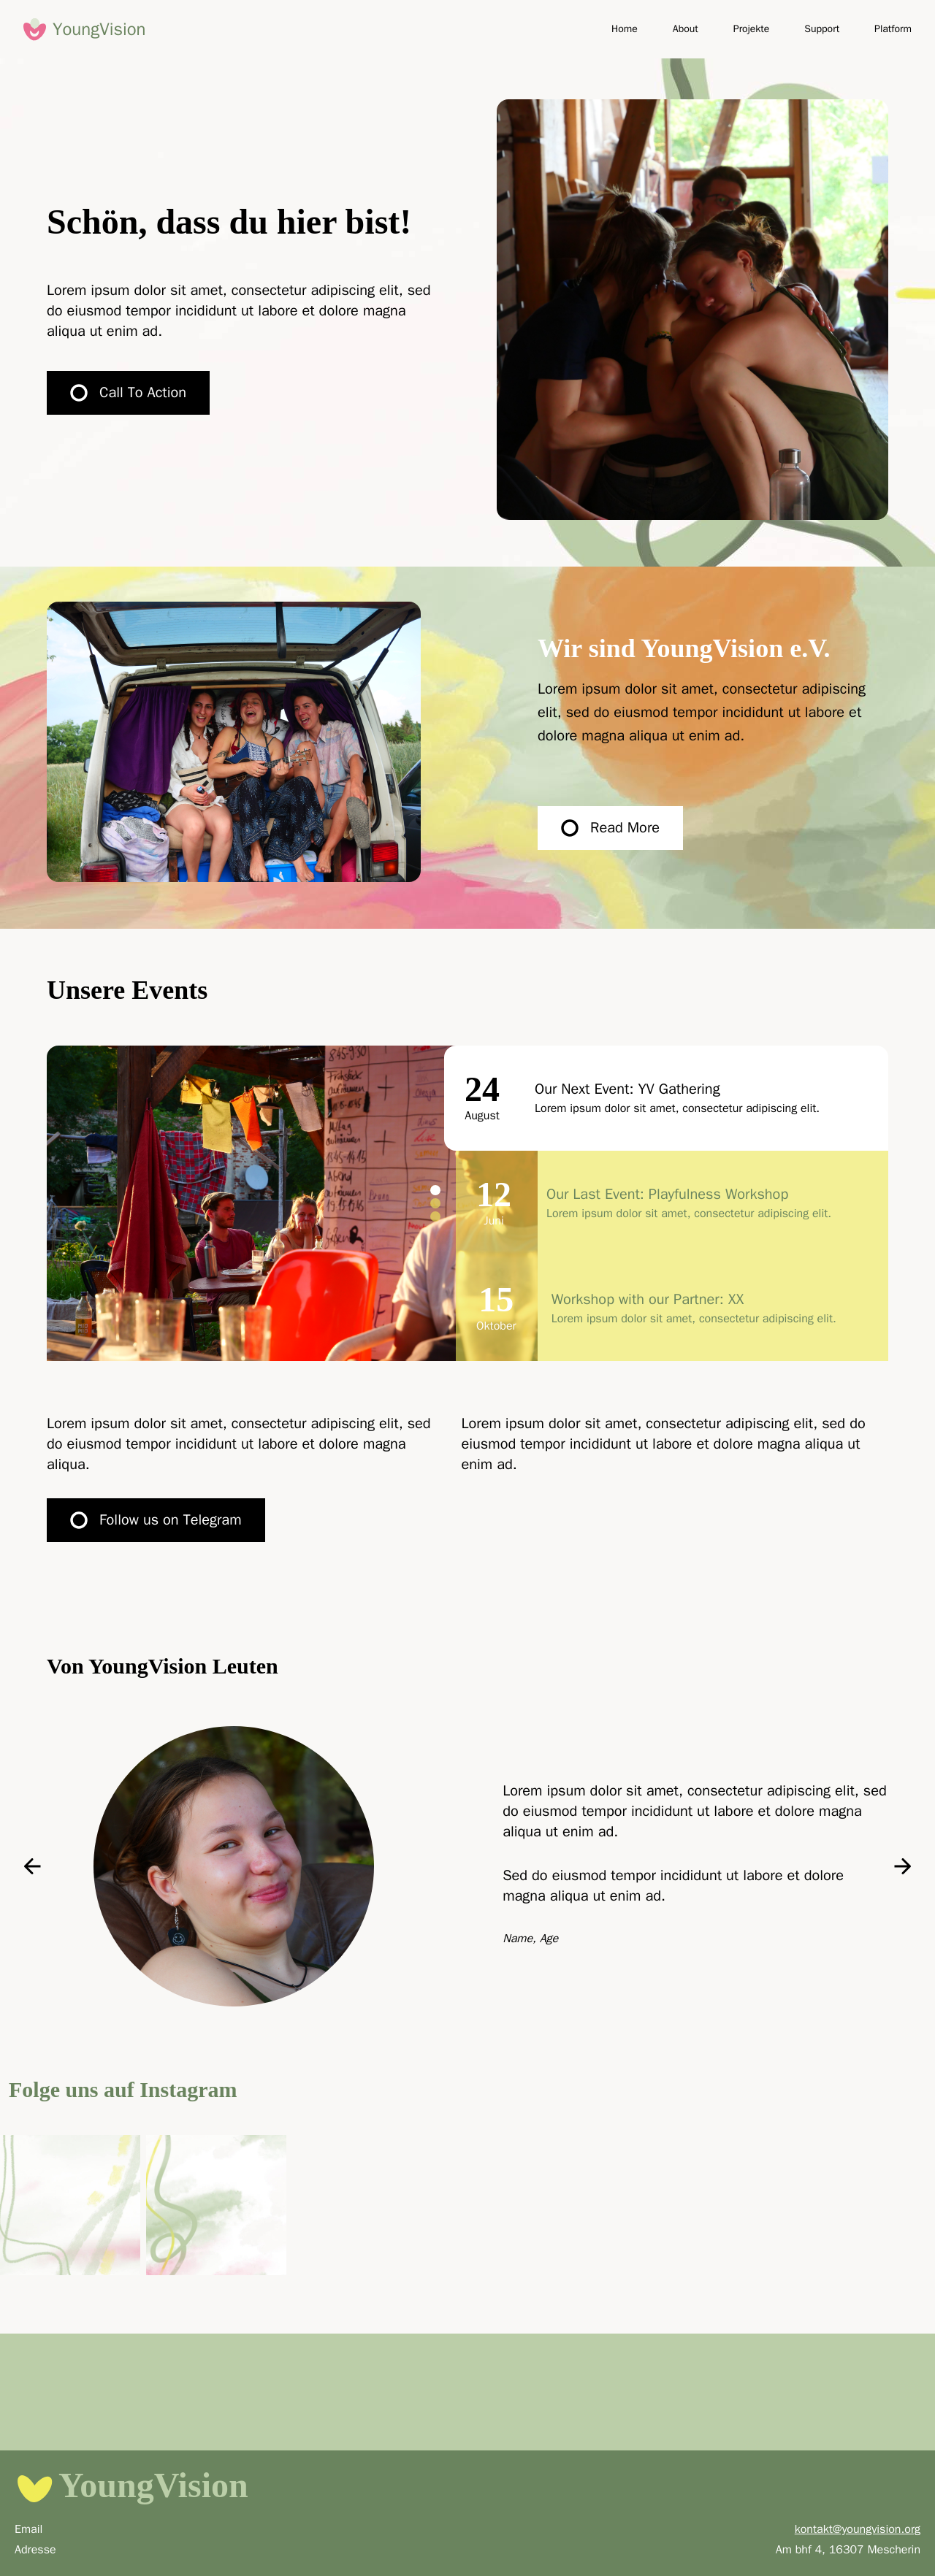 YoungVision
Home About Projekte Support Platform
Schön, dass du hier bist!
Lorem ipsum dolor sit amet, consectetur adipiscing elit, sed
do eiusmod tempor incididunt ut labore et dolore magna
aliqua ut enim ad.
Call To Action
Wir sind YoungVision e.V.
Lorem ipsum dolor sit amet, consectetur adipiscing
elit, sed do eiusmod tempor incididunt ut labore et
dolore magna aliqua ut enim ad.
Read More
Unsere Events
24
August
Our Next Event: YV Gathering
Lorem ipsum dolor sit amet, consectetur adipiscing elit.
12
Juni
Our Last Event: Playfulness Workshop
Lorem ipsum dolor sit amet, consectetur adipiscing elit.
15
Oktober
Workshop with our Partner: XX
Lorem ipsum dolor sit amet, consectetur adipiscing elit.
Lorem ipsum dolor sit amet, consectetur adipiscing elit, sed
do eiusmod tempor incididunt ut labore et dolore magna
aliqua.
Lorem ipsum dolor sit amet, consectetur adipiscing elit, sed do
eiusmod tempor incididunt ut labore et dolore magna aliqua ut
enim ad.
Follow us on Telegram
Von YoungVision Leuten
Lorem ipsum dolor sit amet, consectetur adipiscing elit, sed
do eiusmod tempor incididunt ut labore et dolore magna
aliqua ut enim ad.
Sed do eiusmod tempor incididunt ut labore et dolore
magna aliqua ut enim ad.
Name, Age
Folge uns auf Instagram
YoungVision
Email
kontakt@youngvision.org
Adresse
Am bhf 4, 16307 Mescherin